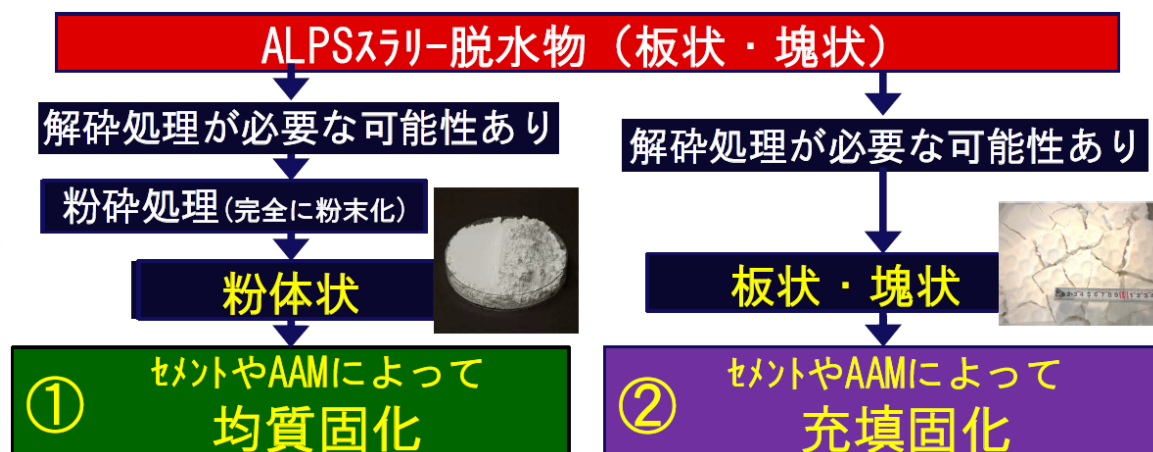 ALPSｽﾗﾘｰ脱水物（板状・塊状）
解砕処理が必要な可能性あり
粉砕処理(完全に粉末化)
粉体状
① ｾﾒﾝﾄやAAMによって
均質固化
解砕処理が必要な可能性あり
板状・塊状
② ｾﾒﾝﾄやAAMによって
充填固化